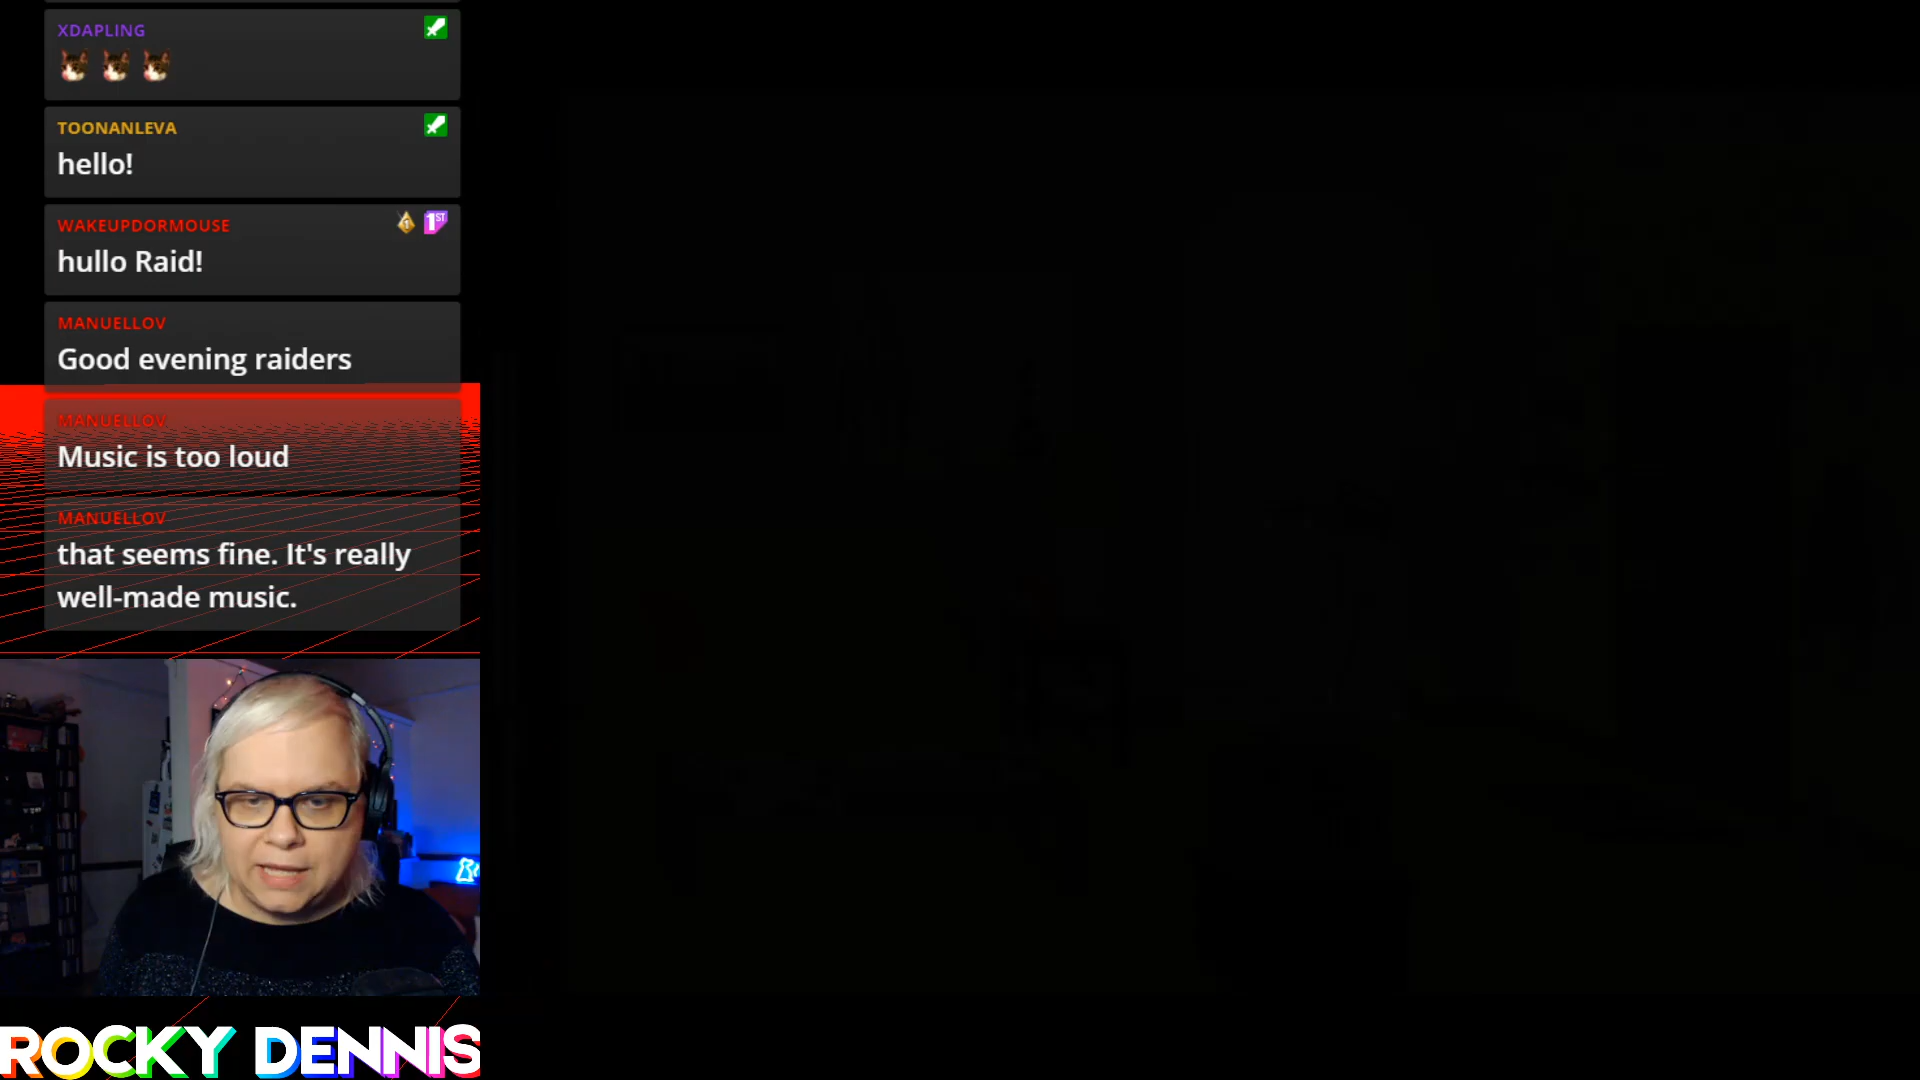 XDAPLING
TOONANLEVA
hello!
WAKEUPDORMOUSE
1ST
hullo Raid!
MANUELLOV
Good evening raiders
MANUELLOV
Music is too loud
MANUELLOV
that seems fine. It's really
well-made music.
ROCKY DENNIS